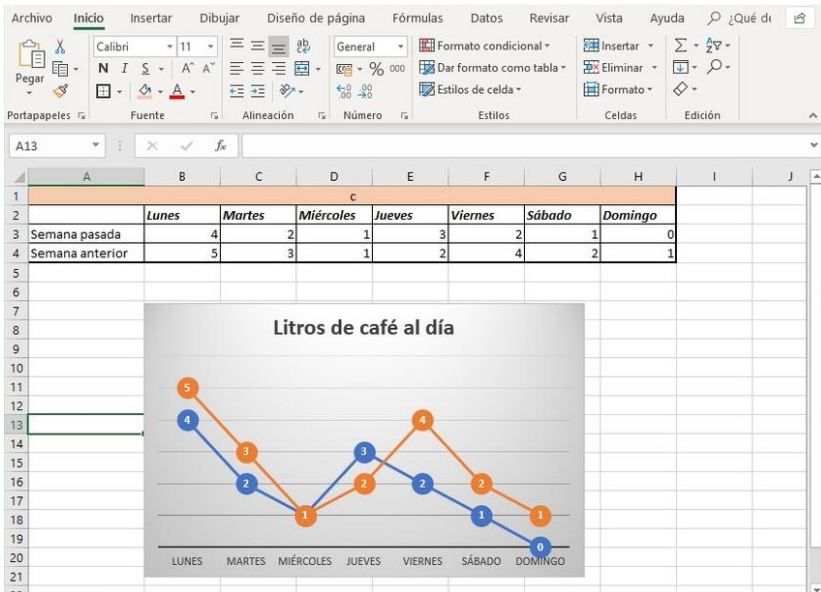 Archivo Inicio Insertar Dibujar Diseño de página Fórmulas Datos Revisar Vista Ayuda ¿Qué
Calibri 11 ab General Formato condicional Insertar
Pegar N I S A A % 000 Dar formato como tabla Eliminar
A Estilos de celda Formato
Portapapeles Fuente Alineación Número Estilos Celdas Edición
A13 fx
A B C D E F G H I J
1 c
2 Lunes Martes Miércoles Jueves Viernes Sábado Domingo
3 Semana pasada 4 2 1 3 2 1 0
4 Semana anterior 5 3 1 2 4 2 1
5
6
7
8
9
10
11
12
13
14
15
16
17
18
19
20
21
Litros de café al día
5
4 4
3 3
2 2 2 2
1 1 1
0
LUNES MARTES MIÉRCOLES JUEVES VIERNES SÁBADO DOMINGO